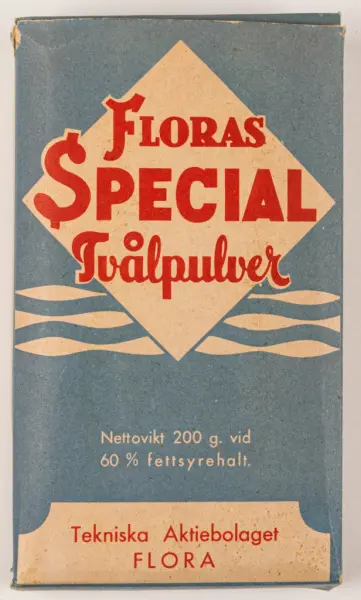 FLORAS
SPECIAL
Tvålpulver
Nettovikt 200 g. vid
60 % fettsyrehalt.
Tekniska Aktiebolaget
FLORA